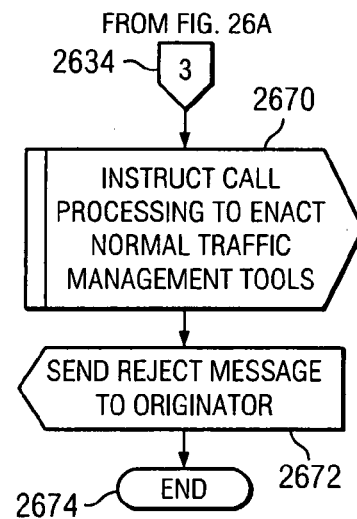 FROM FIG. 26A
2634
3
2670
INSTRUCT CALL
PROCESSING TO ENACT
NORMAL TRAFFIC
MANAGEMENT TOOLS
SEND REJECT MESSAGE
TO ORIGINATOR
2672
2674
END